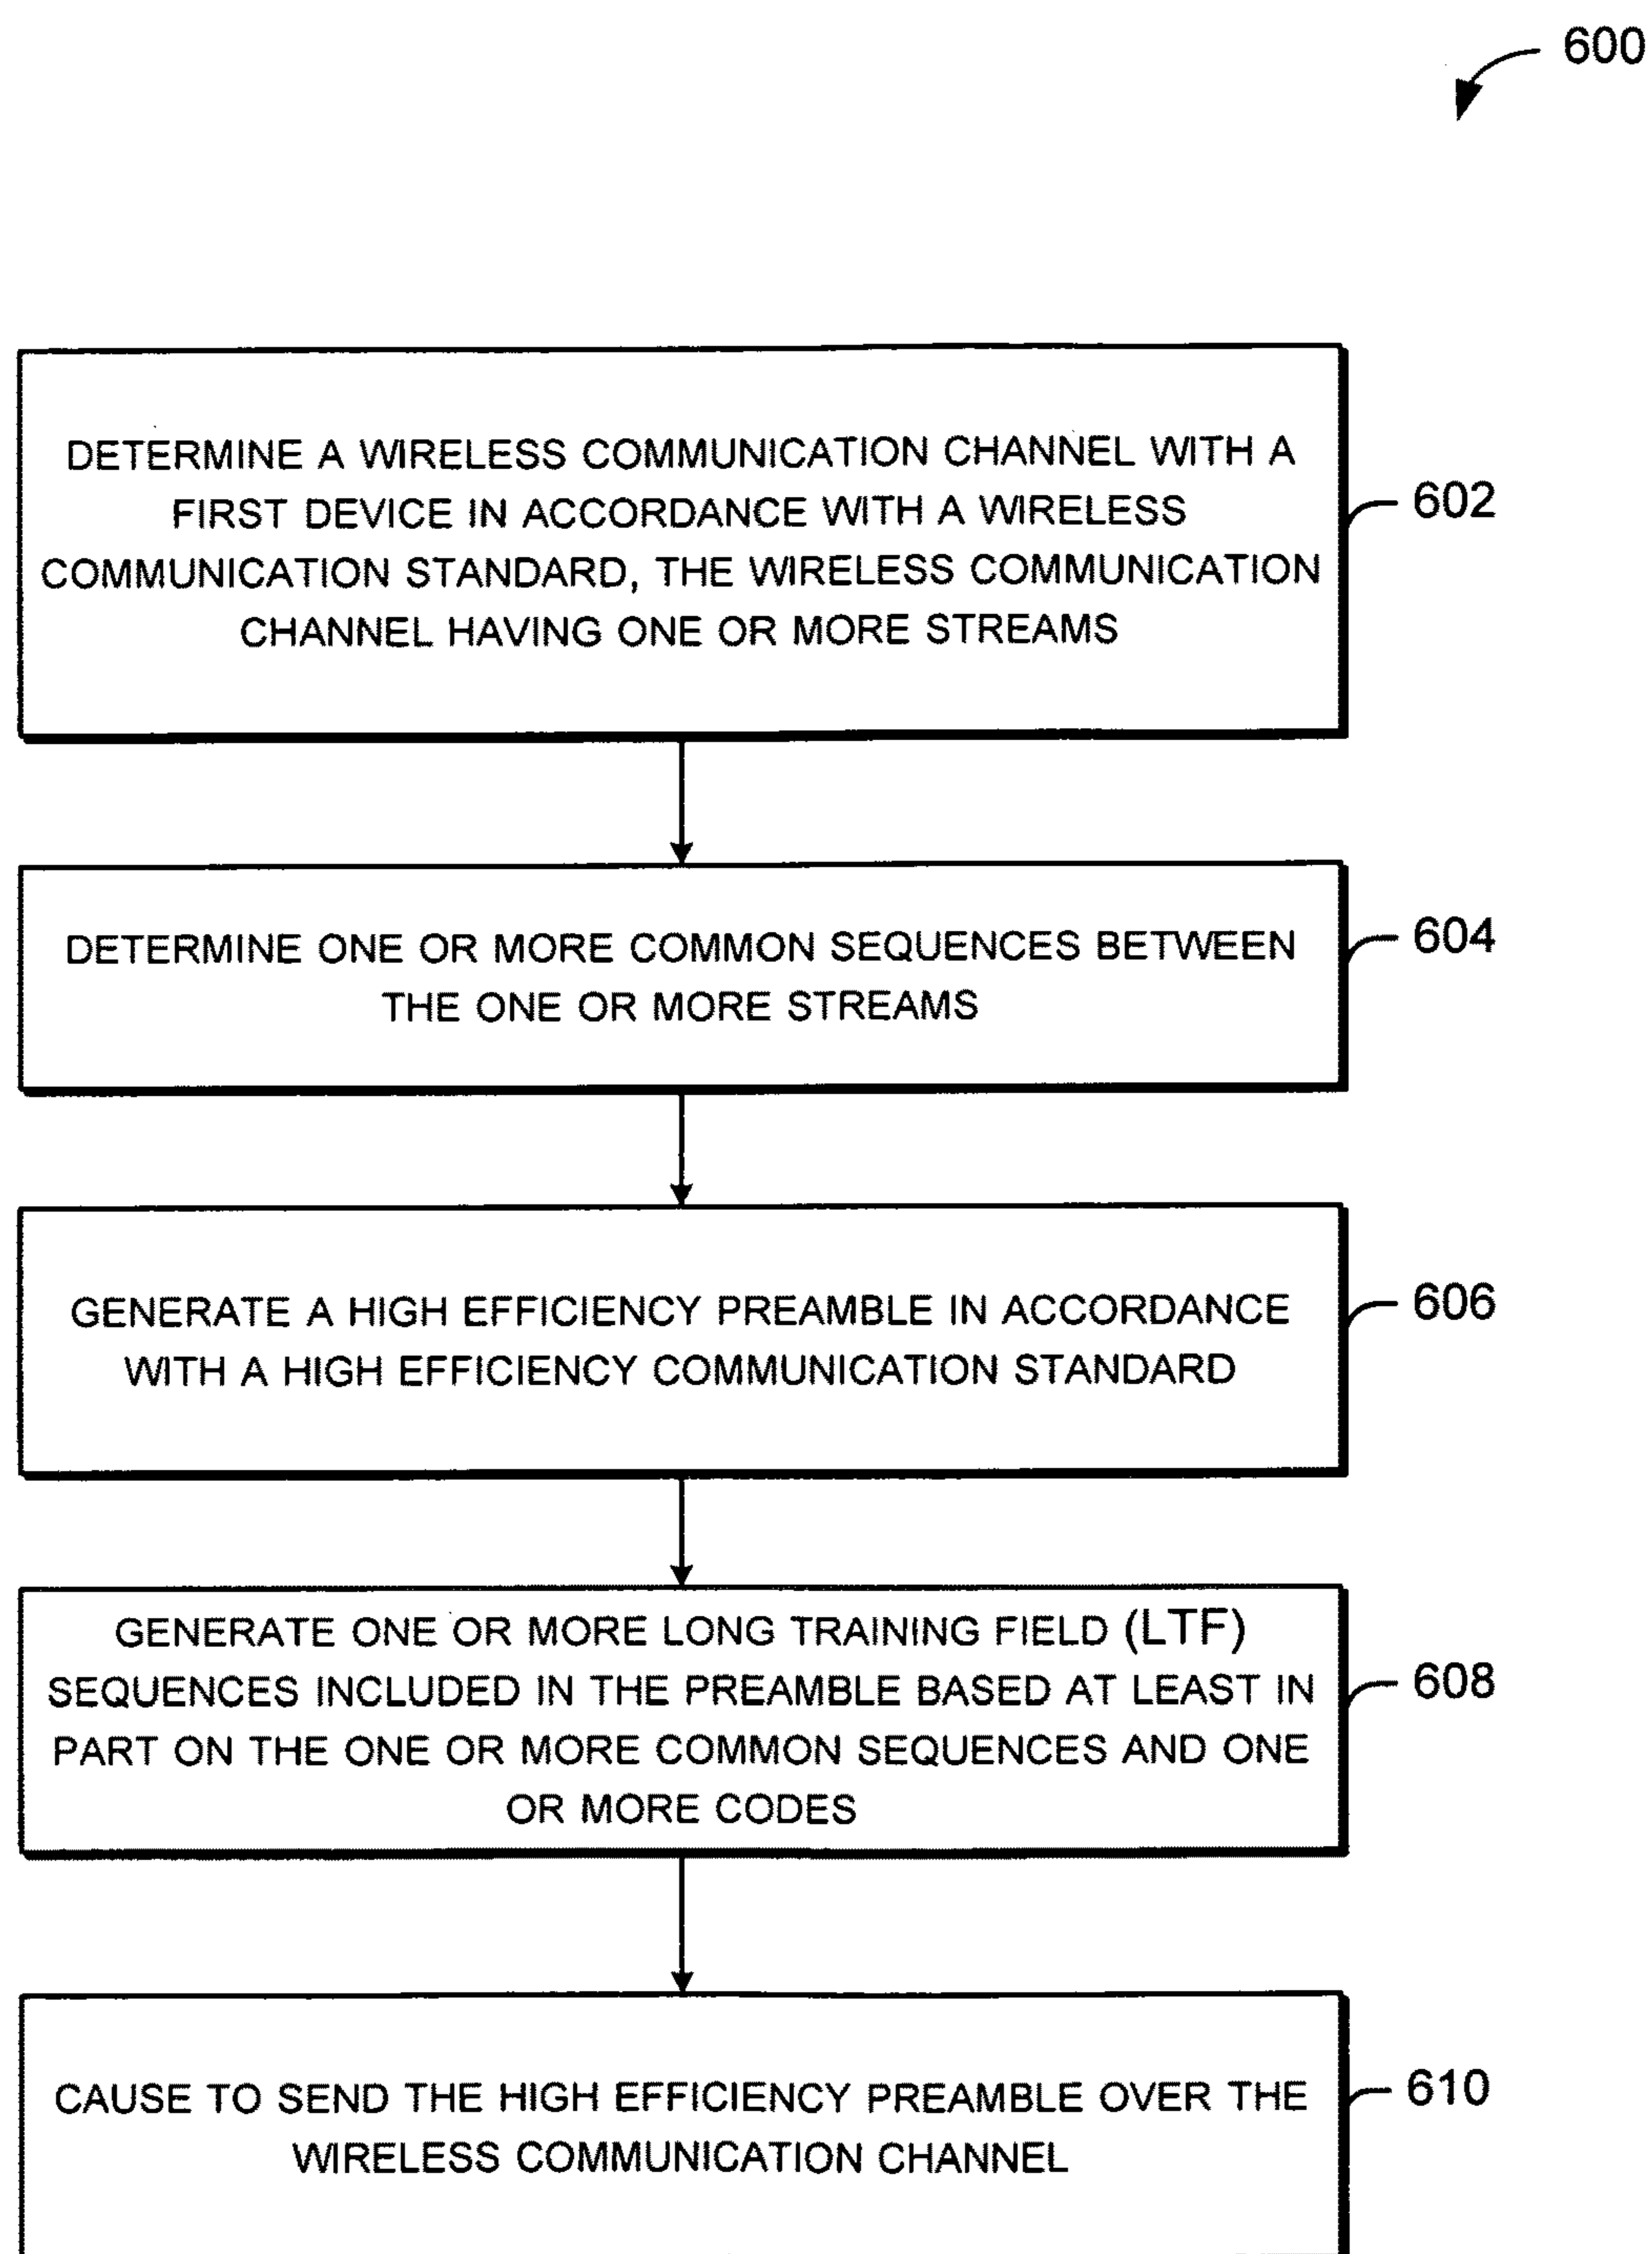 600
DETERMINE A WIRELESS COMMUNICATION CHANNEL WITH A
FIRST DEVICE IN ACCORDANCE WITH A WIRELESS
COMMUNICATION STANDARD, THE WIRELESS COMMUNICATION
CHANNEL HAVING ONE OR MORE STREAMS
602
DETERMINE ONE OR MORE COMMON SEQUENCES BETWEEN
THE ONE OR MORE STREAMS
604
GENERATE A HIGH EFFICIENCY PREAMBLE IN ACCORDANCE
WITH A HIGH EFFICIENCY COMMUNICATION STANDARD
606
GENERATE ONE OR MORE LONG TRAINING FIELD (LTF)
SEQUENCES INCLUDED IN THE PREAMBLE BASED AT LEAST IN
PART ON THE ONE OR MORE COMMON SEQUENCES AND ONE
OR MORE CODES
608
CAUSE TO SEND THE HIGH EFFICIENCY PREAMBLE OVER THE
WIRELESS COMMUNICATION CHANNEL
610